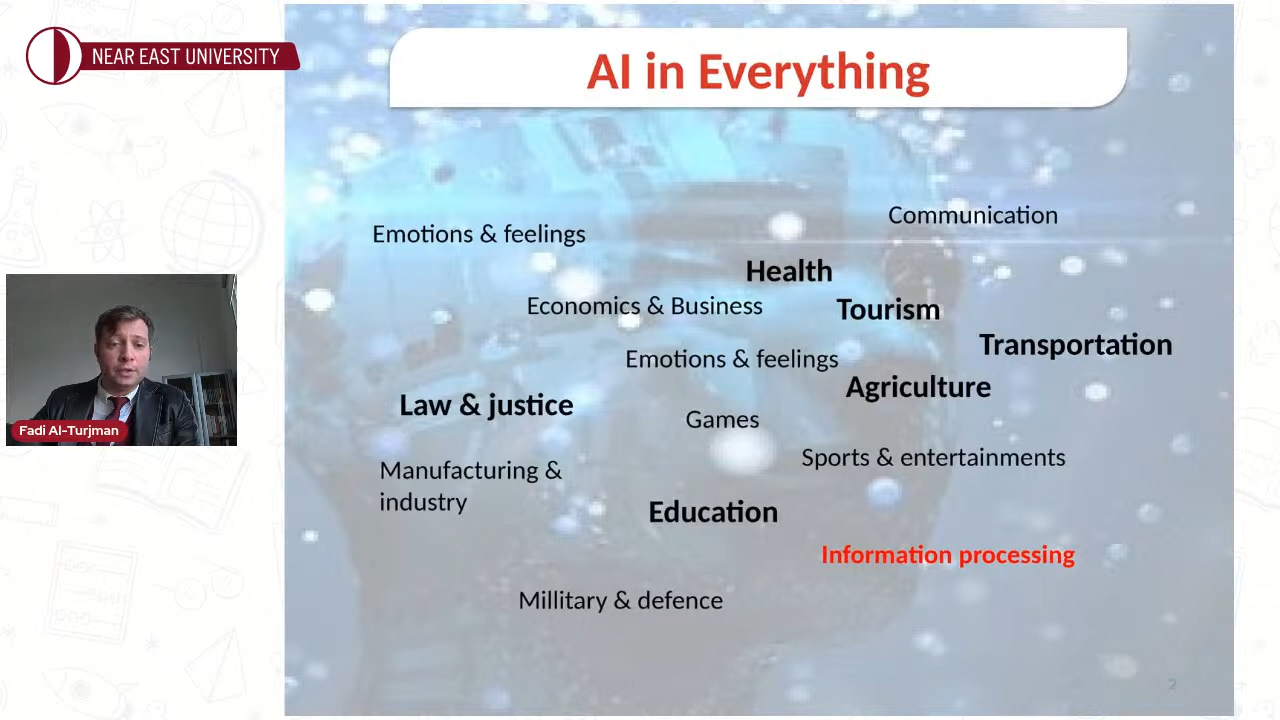 NEAR EAST UNIVERSITY
AI in Everything
Communication
Emotions & feelings
Health
Economics & Business
Tourism
Transportation
Emotions & feelings
Agriculture
Law & justice
Games
Sports & entertainments
Manufacturing &
industry
Education
Information processing
Millitary & defence
Fadi Al-Turjman
2